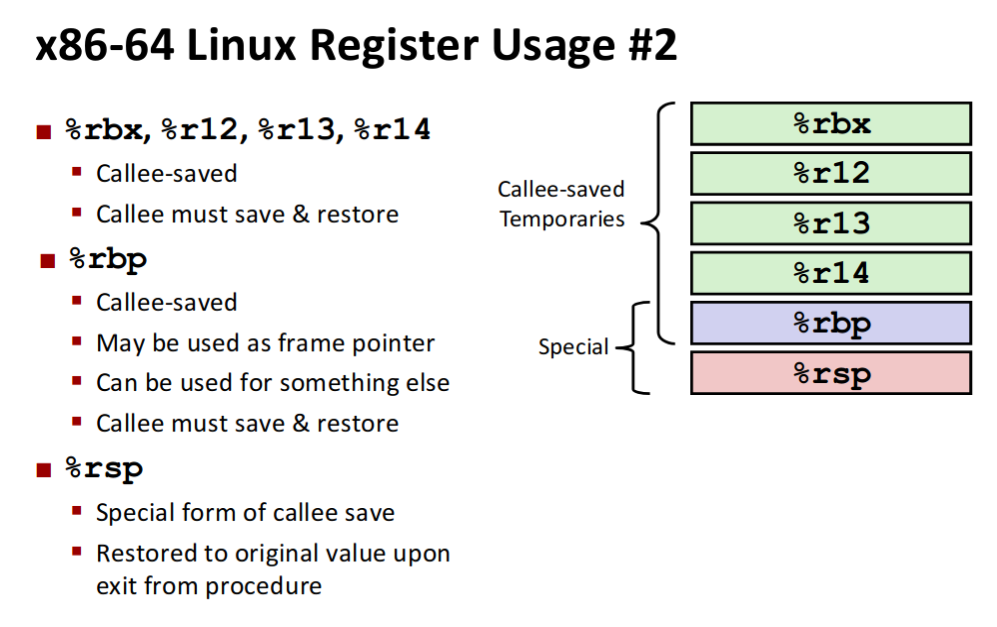 x86-64 Linux Register Usage #2
%rbx, %r12, %r13, %r14
Callee-saved
Callee must save & restore
%rbp
Callee-saved
May be used as frame pointer
Can be used for something else
Callee must save & restore
%rsp
Special form of callee save
Restored to original value upon
exit from procedure
Callee-saved
Temporaries
Special
%rbx
%r12
%r13
%r14
%rbp
%rsp